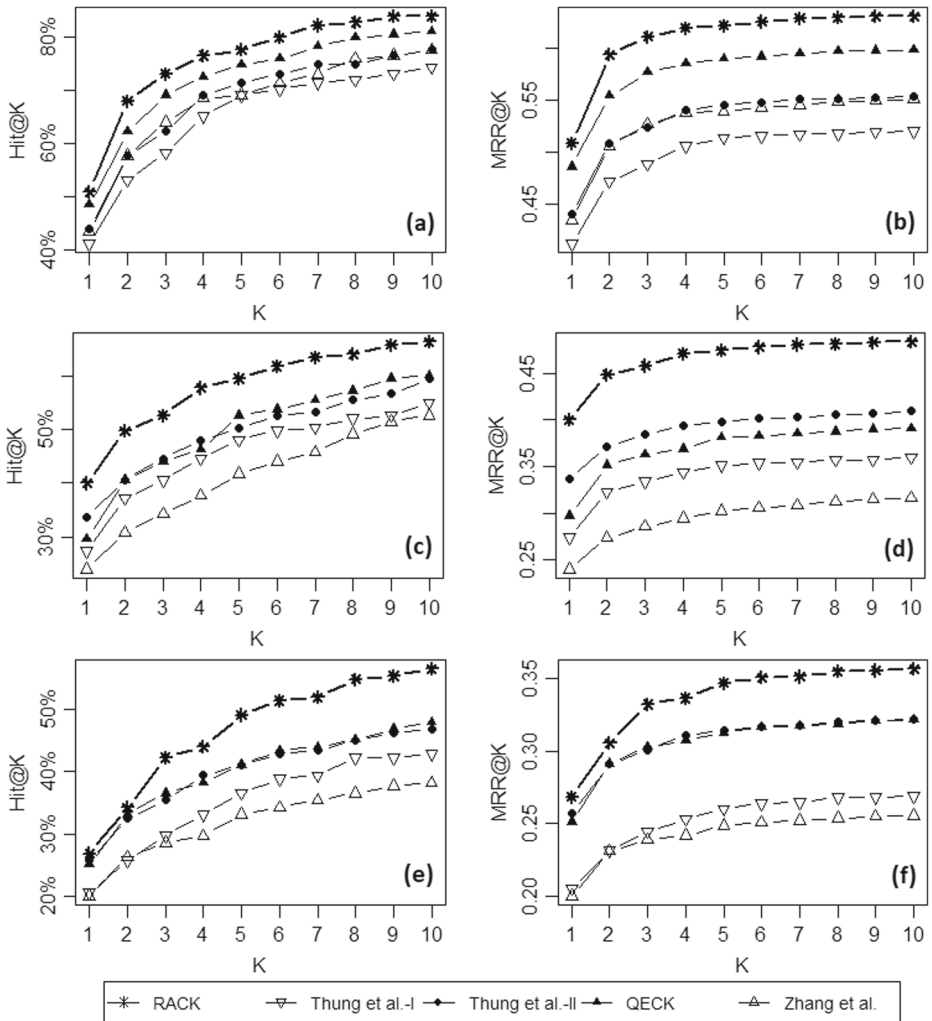 Hit@K
80%
60%
40%
(a)
1 2 3 4 5 6 7 8 9 10
K
MRR@K
0.55
0.45
(b)
1 2 3 4 5 6 7 8 9 10
K
Hit@K
50%
30%
(c)
1 2 3 4 5 6 7 8 9 10
K
MRR@K
0.45
0.35
0.25
(d)
1 2 3 4 5 6 7 8 9 10
K
Hit@K
50%
40%
30%
20%
(e)
1 2 3 4 5 6 7 8 9 10
K
MRR@K
0.35
0.30
0.25
0.20
(f)
1 2 3 4 5 6 7 8 9 10
K
RACK Thung et al.-I Thung et al.-II QECK Zhang et al.